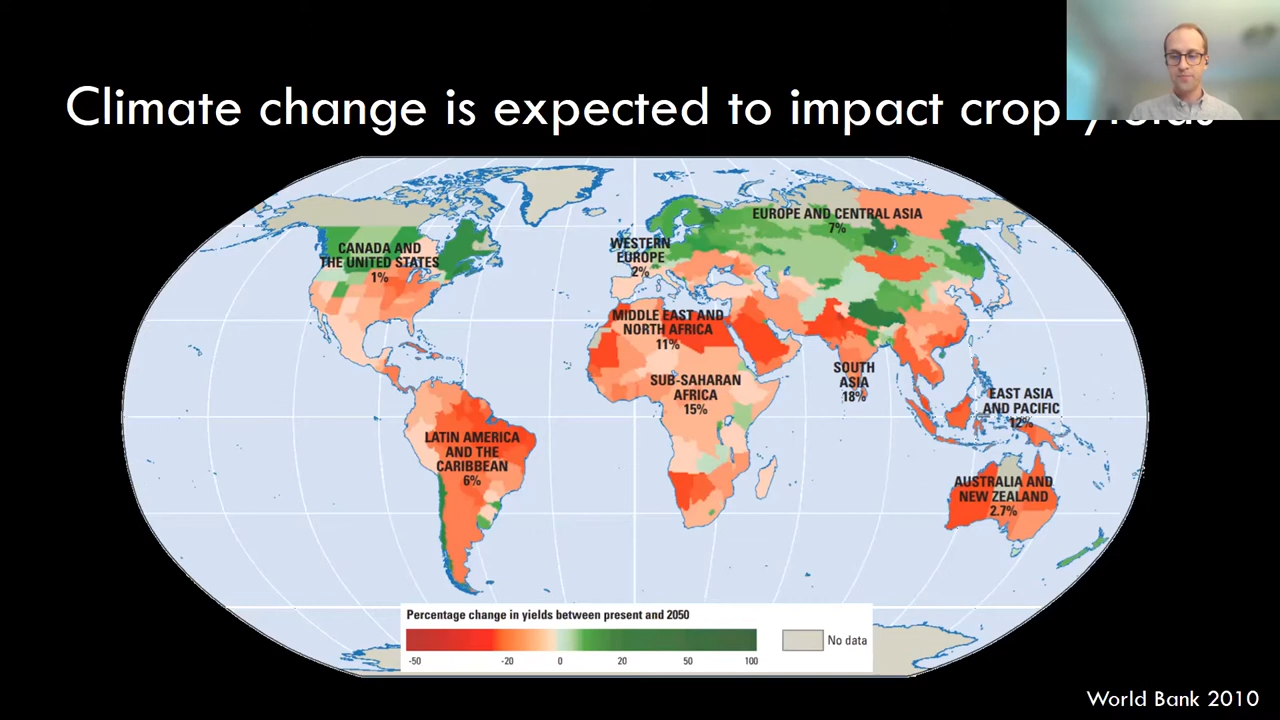 Climate change is expected to impact crop yields
EUROPE AND CENTRAL ASIA
7%
WESTERN
EUROPE
2%
CANADA AND
THE UNITED STATES
1%
MIDDLE EAST AND
NORTH AFRICA
11%
SUB-SAHARAN
AFRICA
15%
SOUTH
ASIA
18%
EAST ASIA
AND PACIFIC
12%
LATIN AMERICA
AND THE
CARIBBEAN
6%
AUSTRALIA AND
NEW ZEALAND
2.7%
Percentage change in yields between present and 2050
-50 -20 0 20 50 100
No data
World Bank 2010